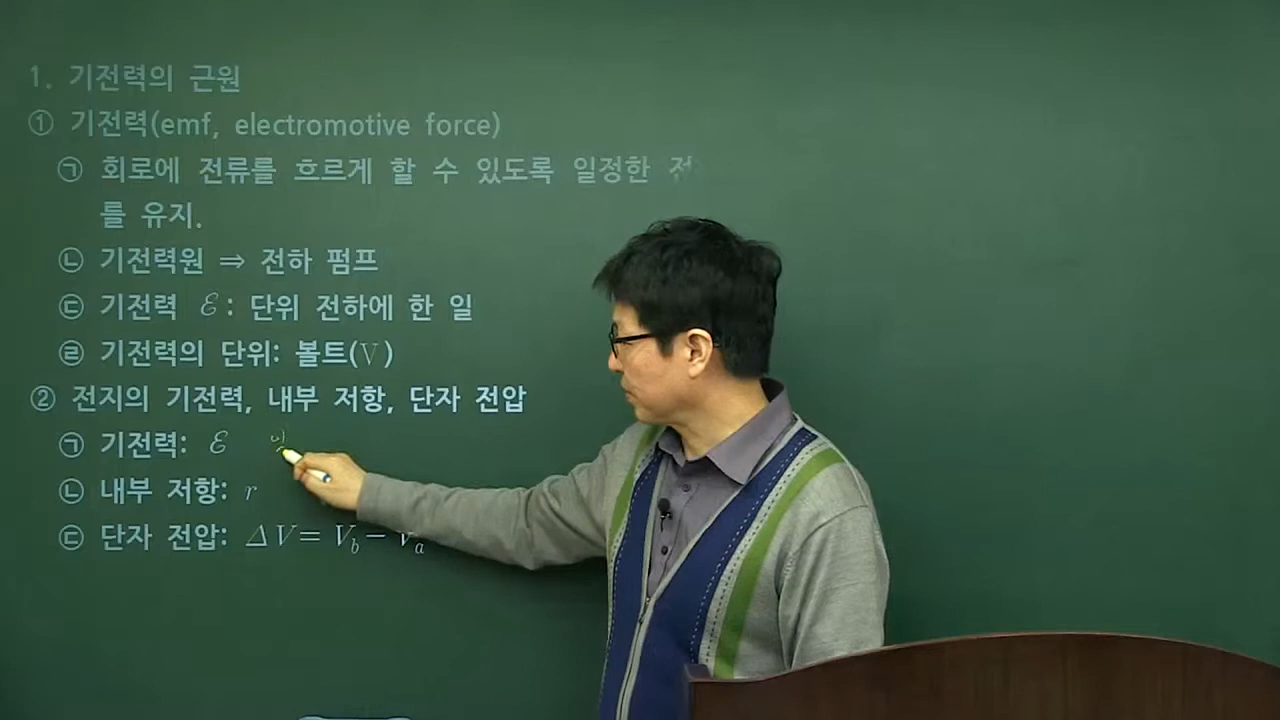 1. 기전력의 근원
① 기전력(emf, electromotive force)
㉠ 회로에 전류를 흐르게 할 수 있도록 일정한
를 유지.
㉡ 기전력원 ⇒ 전하 펌프
㉢ 기전력 ℰ: 단위 전하에 한 일
㉣ 기전력의 단위: 볼트(V)
② 전지의 기전력, 내부 저항, 단자 전압
㉠ 기전력: ℰ
㉡ 내부 저항: r
㉢ 단자 전압: ΔV= V_b − V_a